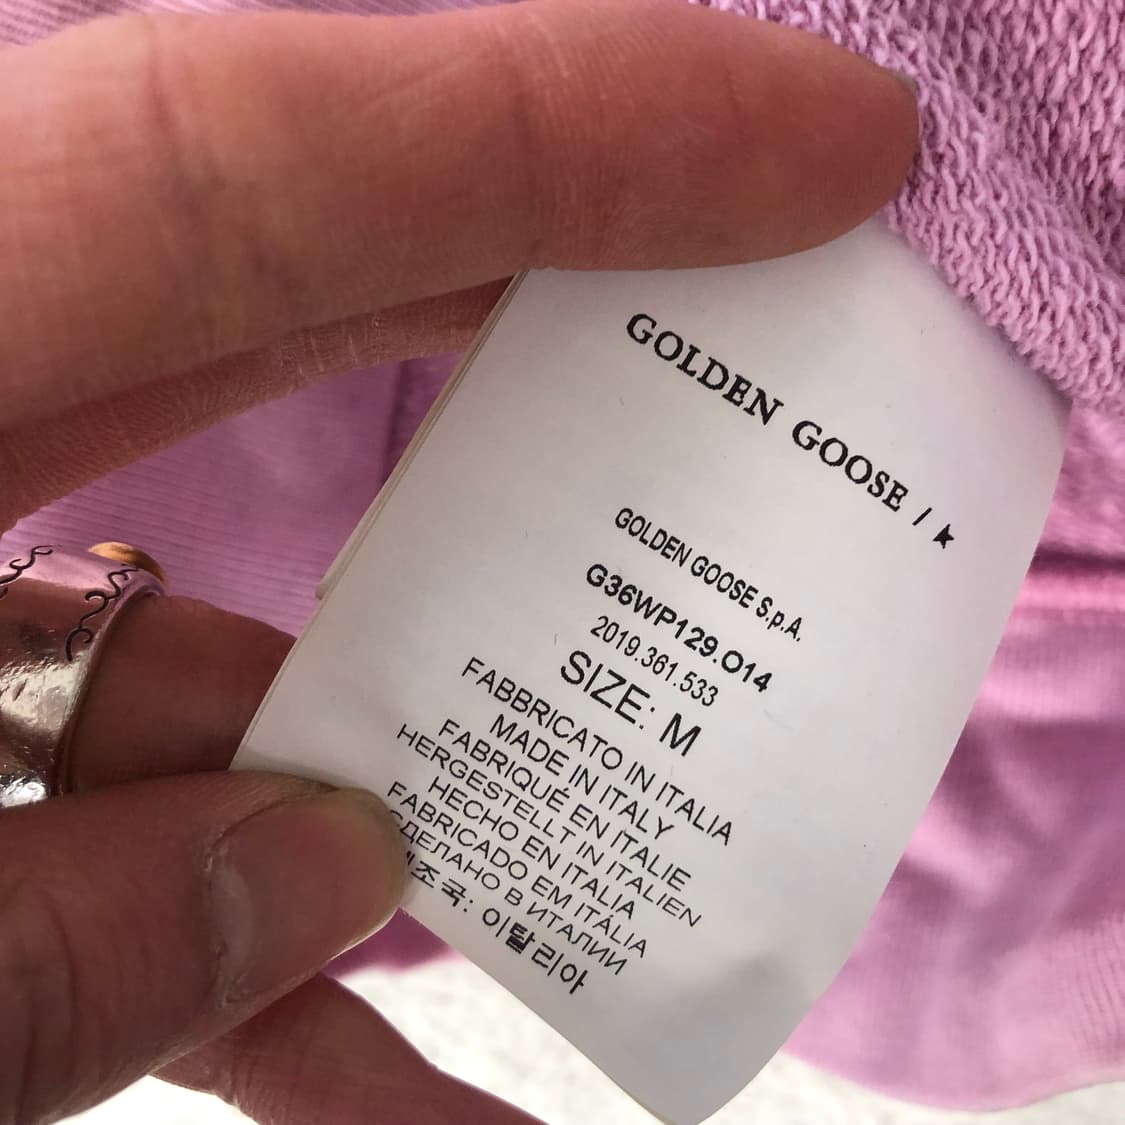 GOLDEN GOOSE / ★
GOLDEN GOOSE S.p.A.
G36WP129.O14
2019.361.533
SIZE: M
FABBRICATO IN ITALIA
MADE IN ITALY
FABRIQUÉ EN ITALIE
HERGESTELLT IN ITALIEN
HECHO EN ITALIA
FABRICADO EM ITÁLIA
СДЕЛАНО В ИТАЛИИ
제조국: 이탈리아